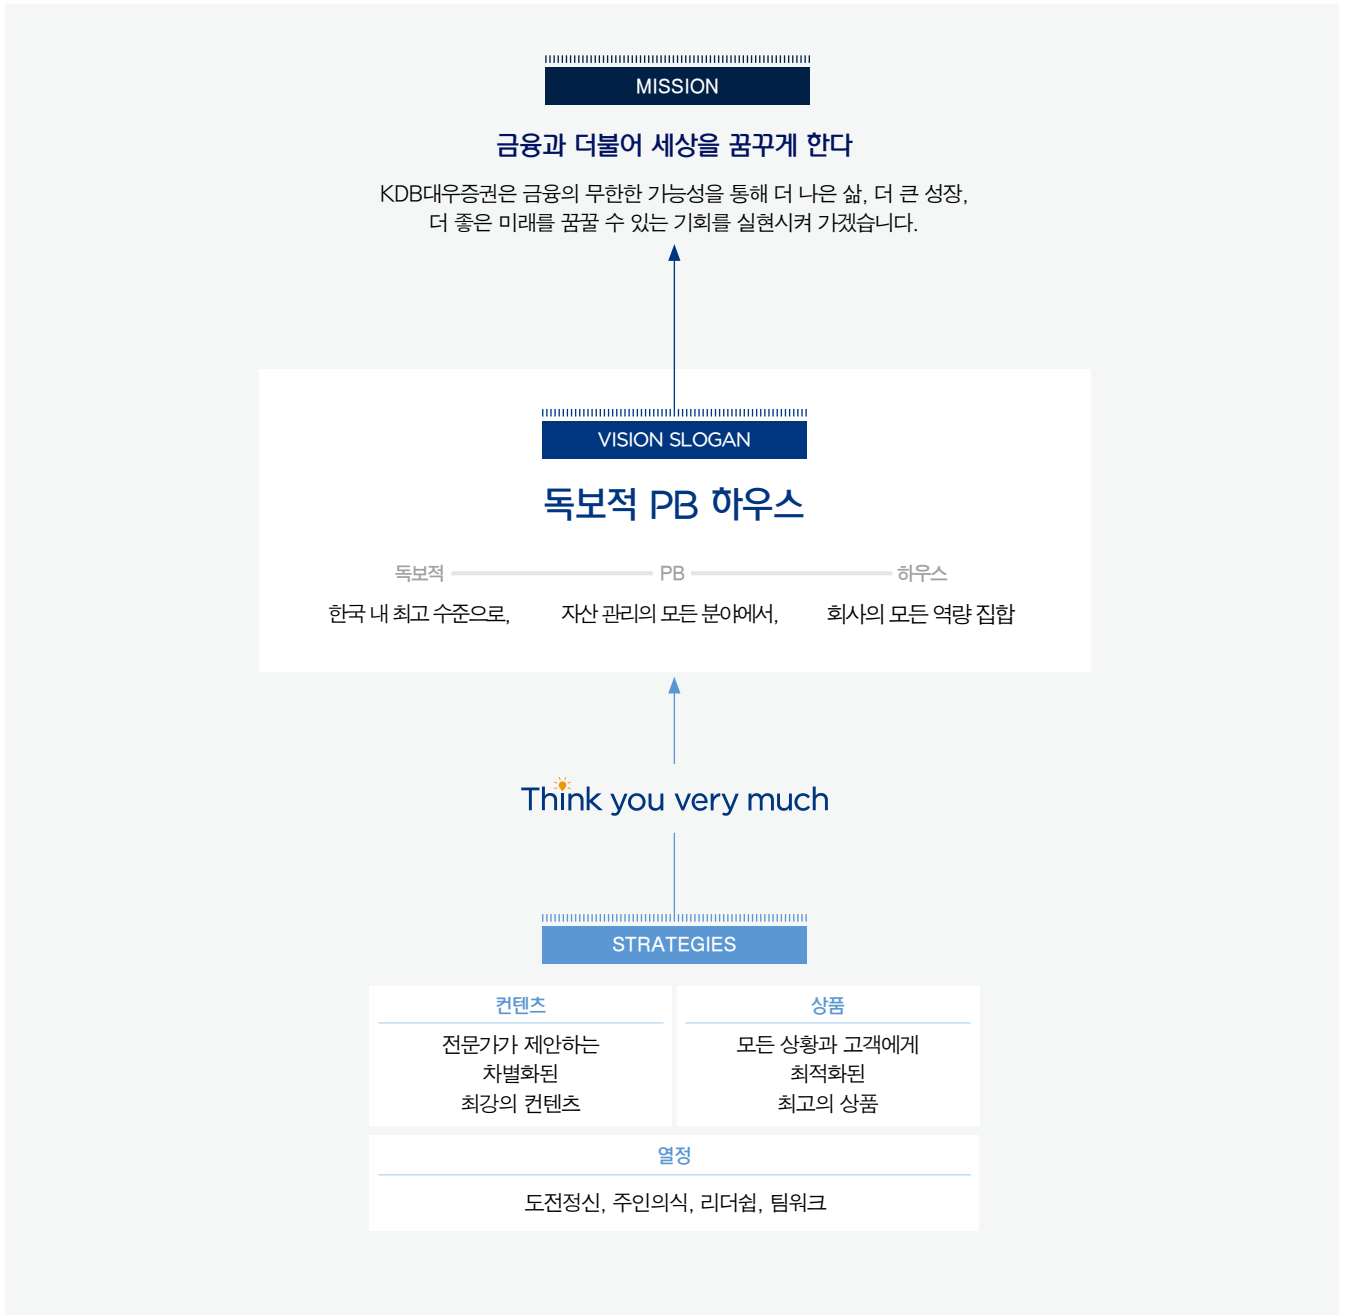 MISSION
금융과 더불어 세상을 꿈꾸게 한다
KDB대우증권은 금융의 무한한 가능성을 통해 더 나은 삶, 더 큰 성장,
더 좋은 미래를 꿈꿀 수 있는 기회를 실현시켜 가겠습니다.
VISION SLOGAN
독보적 PB 하우스
독보적 PB 하우스
한국 내 최고 수준으로, 자산 관리의 모든 분야에서, 회사의 모든 역량 집합
Think you very much
STRATEGIES
컨텐츠
전문가가 제안하는
차별화된
최강의 컨텐츠
상품
모든 상황과 고객에게
최적화된
최고의 상품
열정
도전정신, 주인의식, 리더쉽, 팀워크